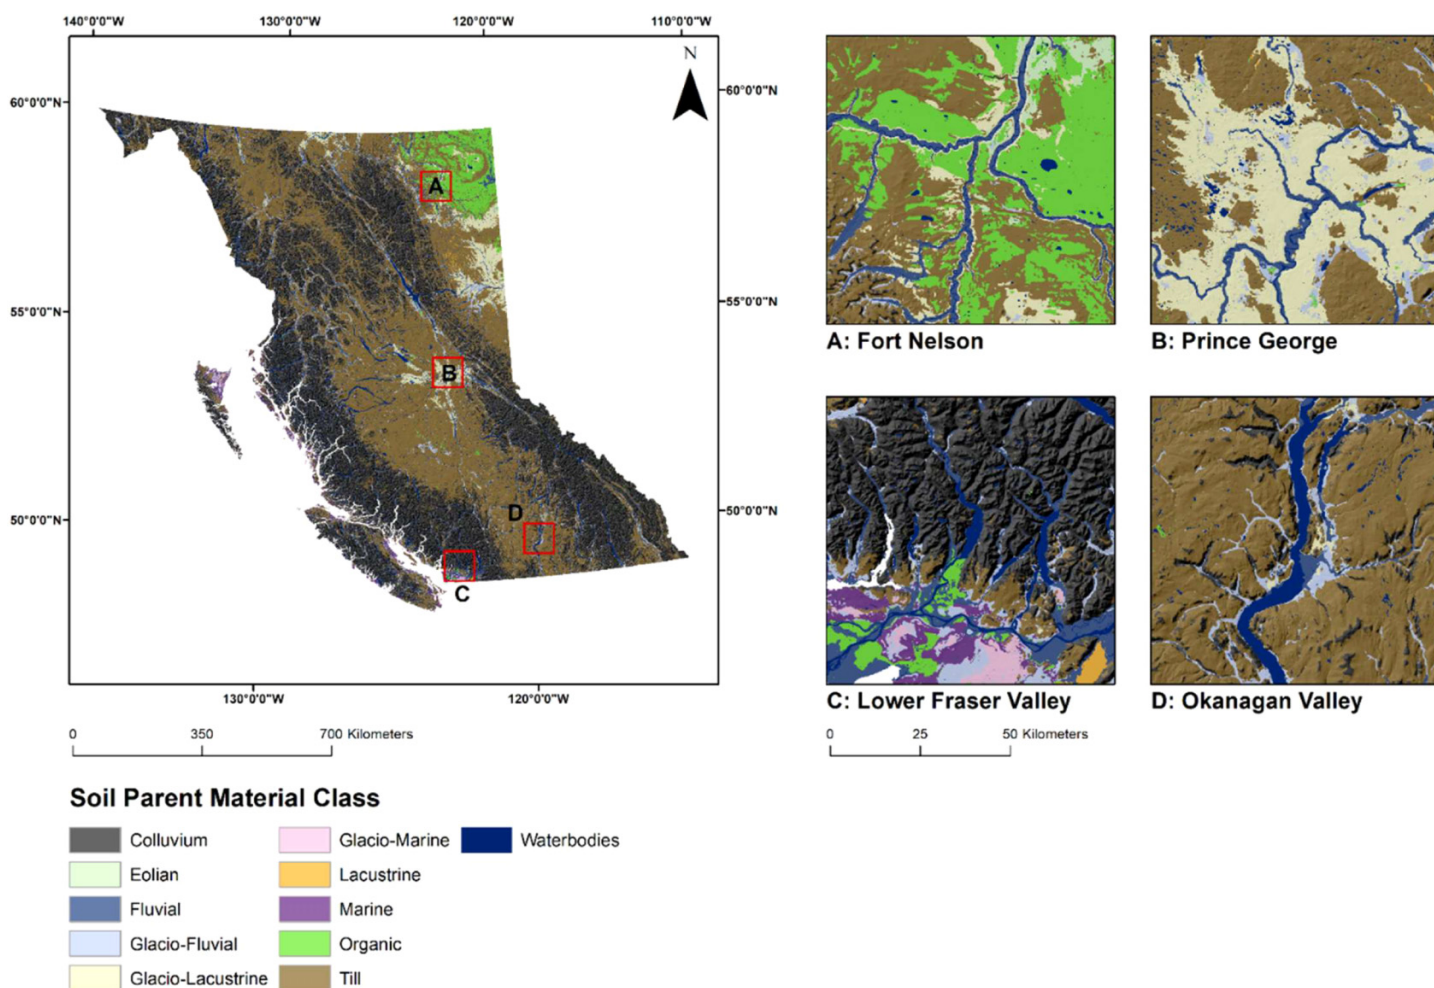 140°0'0"W 130°0'0"W 120°0'0"W 110°0'0"W
N
60°0'0"N 60°0'0"N
55°0'0"N 55°0'0"N
50°0'0"N 50°0'0"N
A
B
D
C
130°0'0"W 120°0'0"W
0 350 700 Kilometers
A: Fort Nelson
B: Prince George
C: Lower Fraser Valley
D: Okanagan Valley
0 25 50 Kilometers
Soil Parent Material Class
Colluvium
Eolian
Fluvial
Glacio-Fluvial
Glacio-Lacustrine
Glacio-Marine
Lacustrine
Marine
Organic
Till
Waterbodies